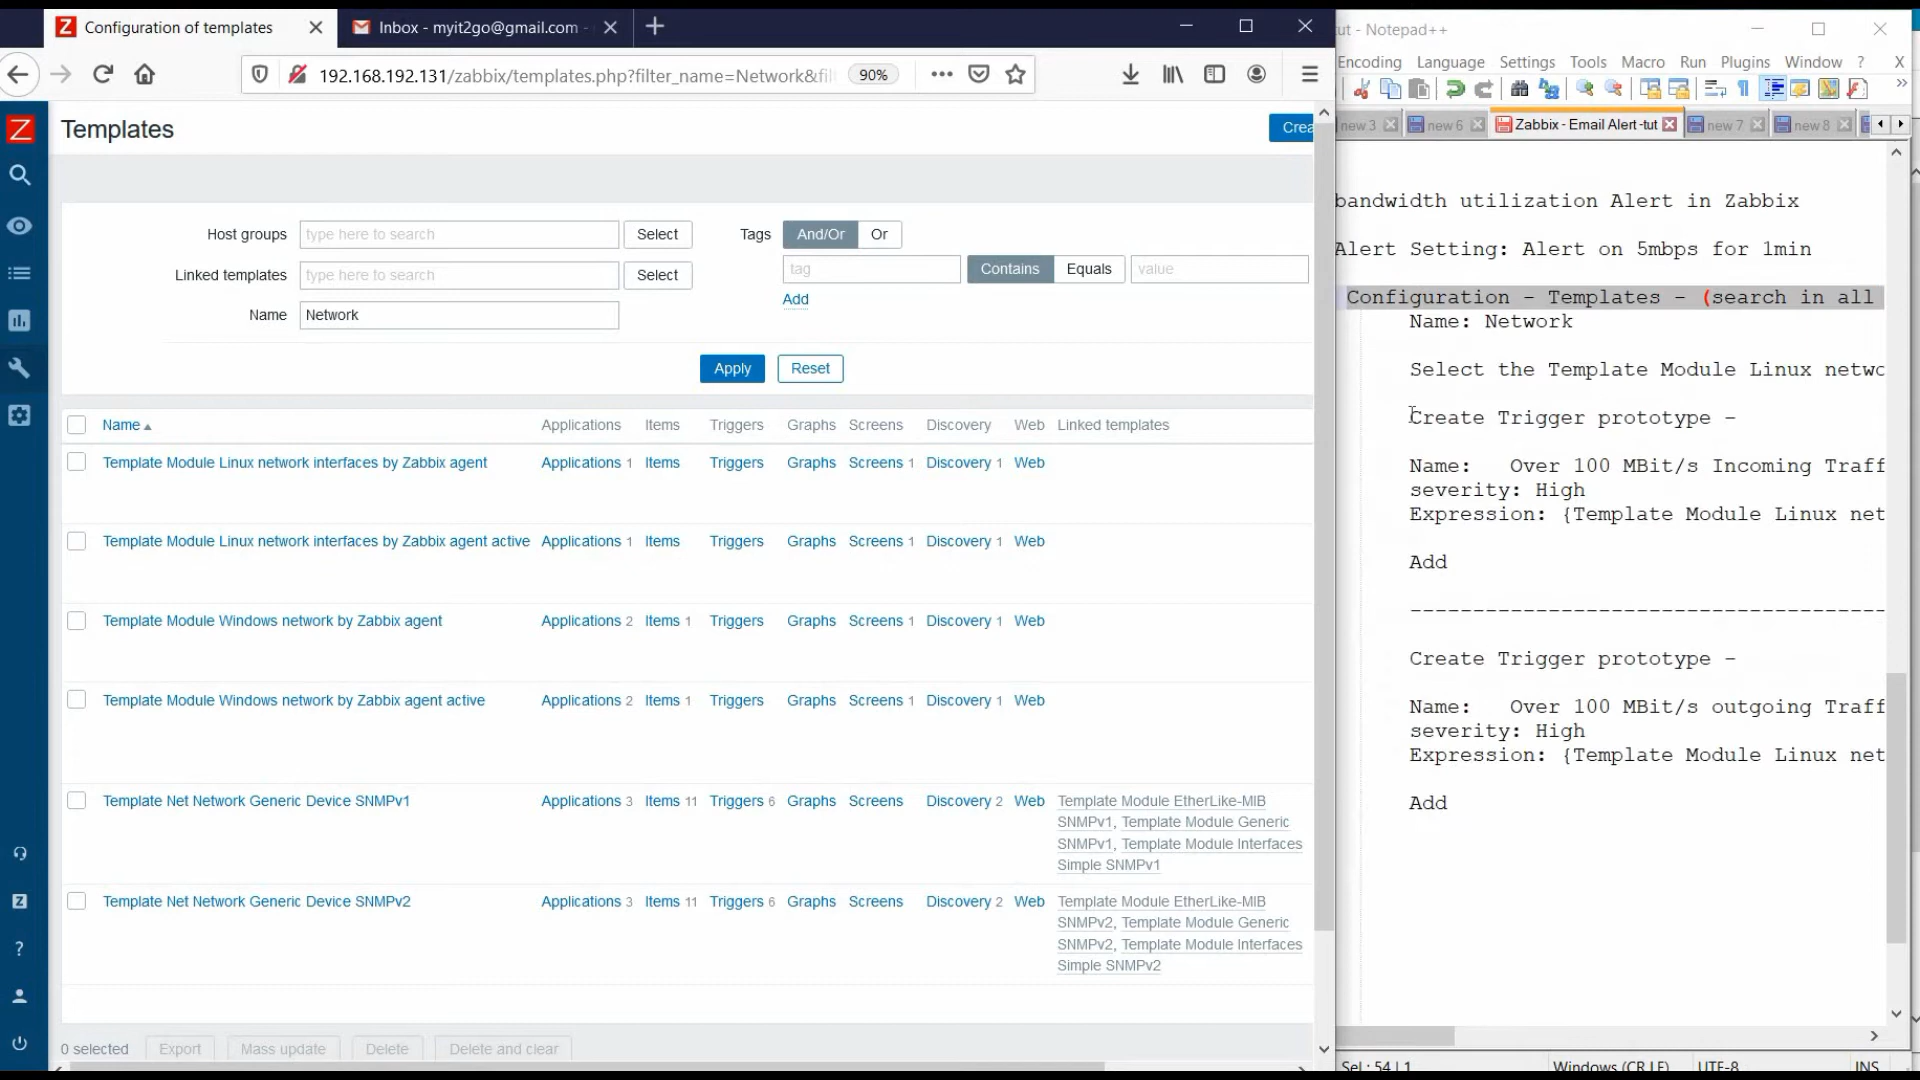 Configuration of templates
Inbox - myit2go@gmail.com -
ut - Notepad++
192.168.192.131/zabbix/templates.php?filter_name=Network&fil
90%
Encoding Language Settings Tools Macro Run Plugins Window ? X
new 3 new 6 Zabbix - Email Alert -tut new 7 new 8
Z
Templates
Crea
Host groups type here to search Select Tags And/Or Or
Linked templates type here to search Select tag Contains Equals value
Add
Name Network
Apply Reset
Name Applications Items Triggers Graphs Screens Discovery Web Linked templates
Template Module Linux network interfaces by Zabbix agent Applications 1 Items Triggers Graphs Screens 1 Discovery 1 Web
Template Module Linux network interfaces by Zabbix agent active Applications 1 Items Triggers Graphs Screens 1 Discovery 1 Web
Template Module Windows network by Zabbix agent Applications 2 Items 1 Triggers Graphs Screens 1 Discovery 1 Web
Template Module Windows network by Zabbix agent active Applications 2 Items 1 Triggers Graphs Screens 1 Discovery 1 Web
Template Net Network Generic Device SNMPv1 Applications 3 Items 11 Triggers 6 Graphs Screens Discovery 2 Web Template Module EtherLike-MIB
SNMPv1, Template Module Generic
SNMPv1, Template Module Interfaces
Simple SNMPv1
Template Net Network Generic Device SNMPv2 Applications 3 Items 11 Triggers 6 Graphs Screens Discovery 2 Web Template Module EtherLike-MIB
SNMPv2, Template Module Generic
SNMPv2, Template Module Interfaces
Simple SNMPv2
0 selected Export Mass update Delete Delete and clear
bandwidth utilization Alert in Zabbix
Alert Setting: Alert on 5mbps for 1min
Configuration - Templates - (search in all
Name: Network
Select the Template Module Linux netwo
Create Trigger prototype -
Name: Over 100 MBit/s Incoming Traff
severity: High
Expression: {Template Module Linux net
Add
----------------------------------------
Create Trigger prototype -
Name: Over 100 MBit/s outgoing Traff
severity: High
Expression: {Template Module Linux net
Add
Sel : 54 | 1 Windows (CR LF) UTF-8 INS